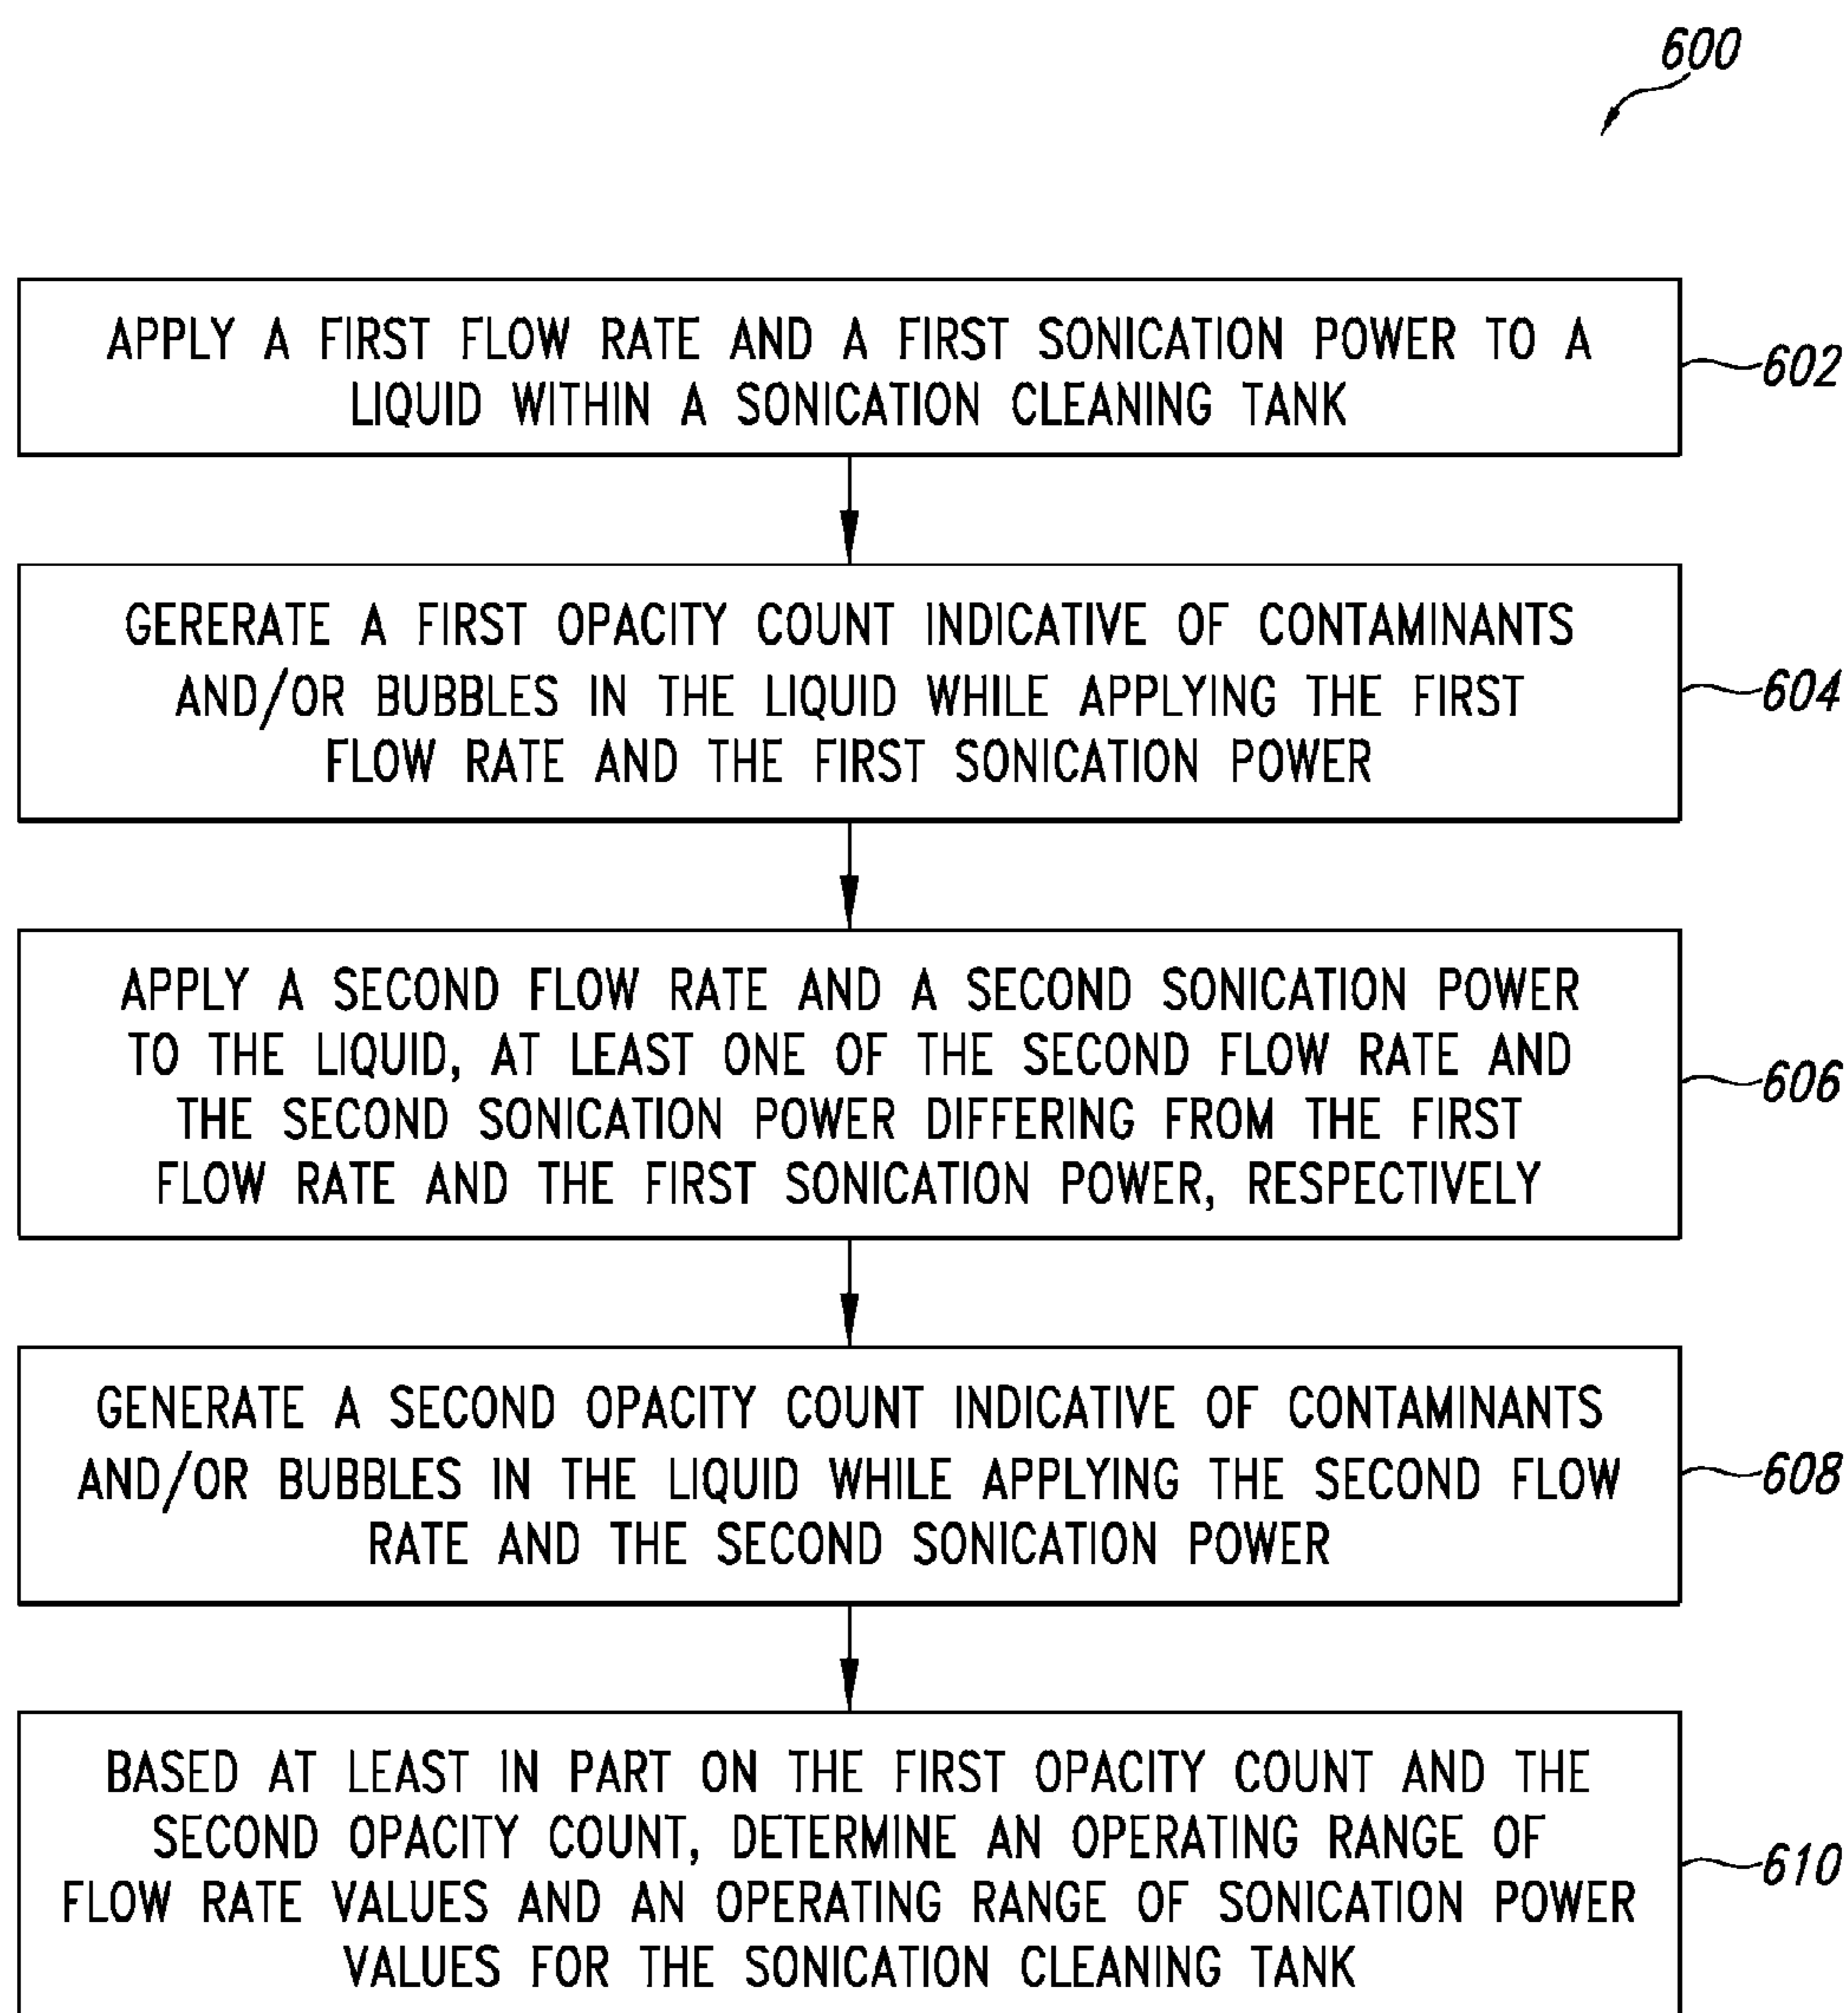 600
APPLY A FIRST FLOW RATE AND A FIRST SONICATION POWER TO A
LIQUID WITHIN A SONICATION CLEANING TANK
602
GERERATE A FIRST OPACITY COUNT INDICATIVE OF CONTAMINANTS
AND/OR BUBBLES IN THE LIQUID WHILE APPLYING THE FIRST
FLOW RATE AND THE FIRST SONICATION POWER
604
APPLY A SECOND FLOW RATE AND A SECOND SONICATION POWER
TO THE LIQUID, AT LEAST ONE OF THE SECOND FLOW RATE AND
THE SECOND SONICATION POWER DIFFERING FROM THE FIRST
FLOW RATE AND THE FIRST SONICATION POWER, RESPECTIVELY
606
GENERATE A SECOND OPACITY COUNT INDICATIVE OF CONTAMINANTS
AND/OR BUBBLES IN THE LIQUID WHILE APPLYING THE SECOND FLOW
RATE AND THE SECOND SONICATION POWER
608
BASED AT LEAST IN PART ON THE FIRST OPACITY COUNT AND THE
SECOND OPACITY COUNT, DETERMINE AN OPERATING RANGE OF
FLOW RATE VALUES AND AN OPERATING RANGE OF SONICATION POWER
VALUES FOR THE SONICATION CLEANING TANK
610